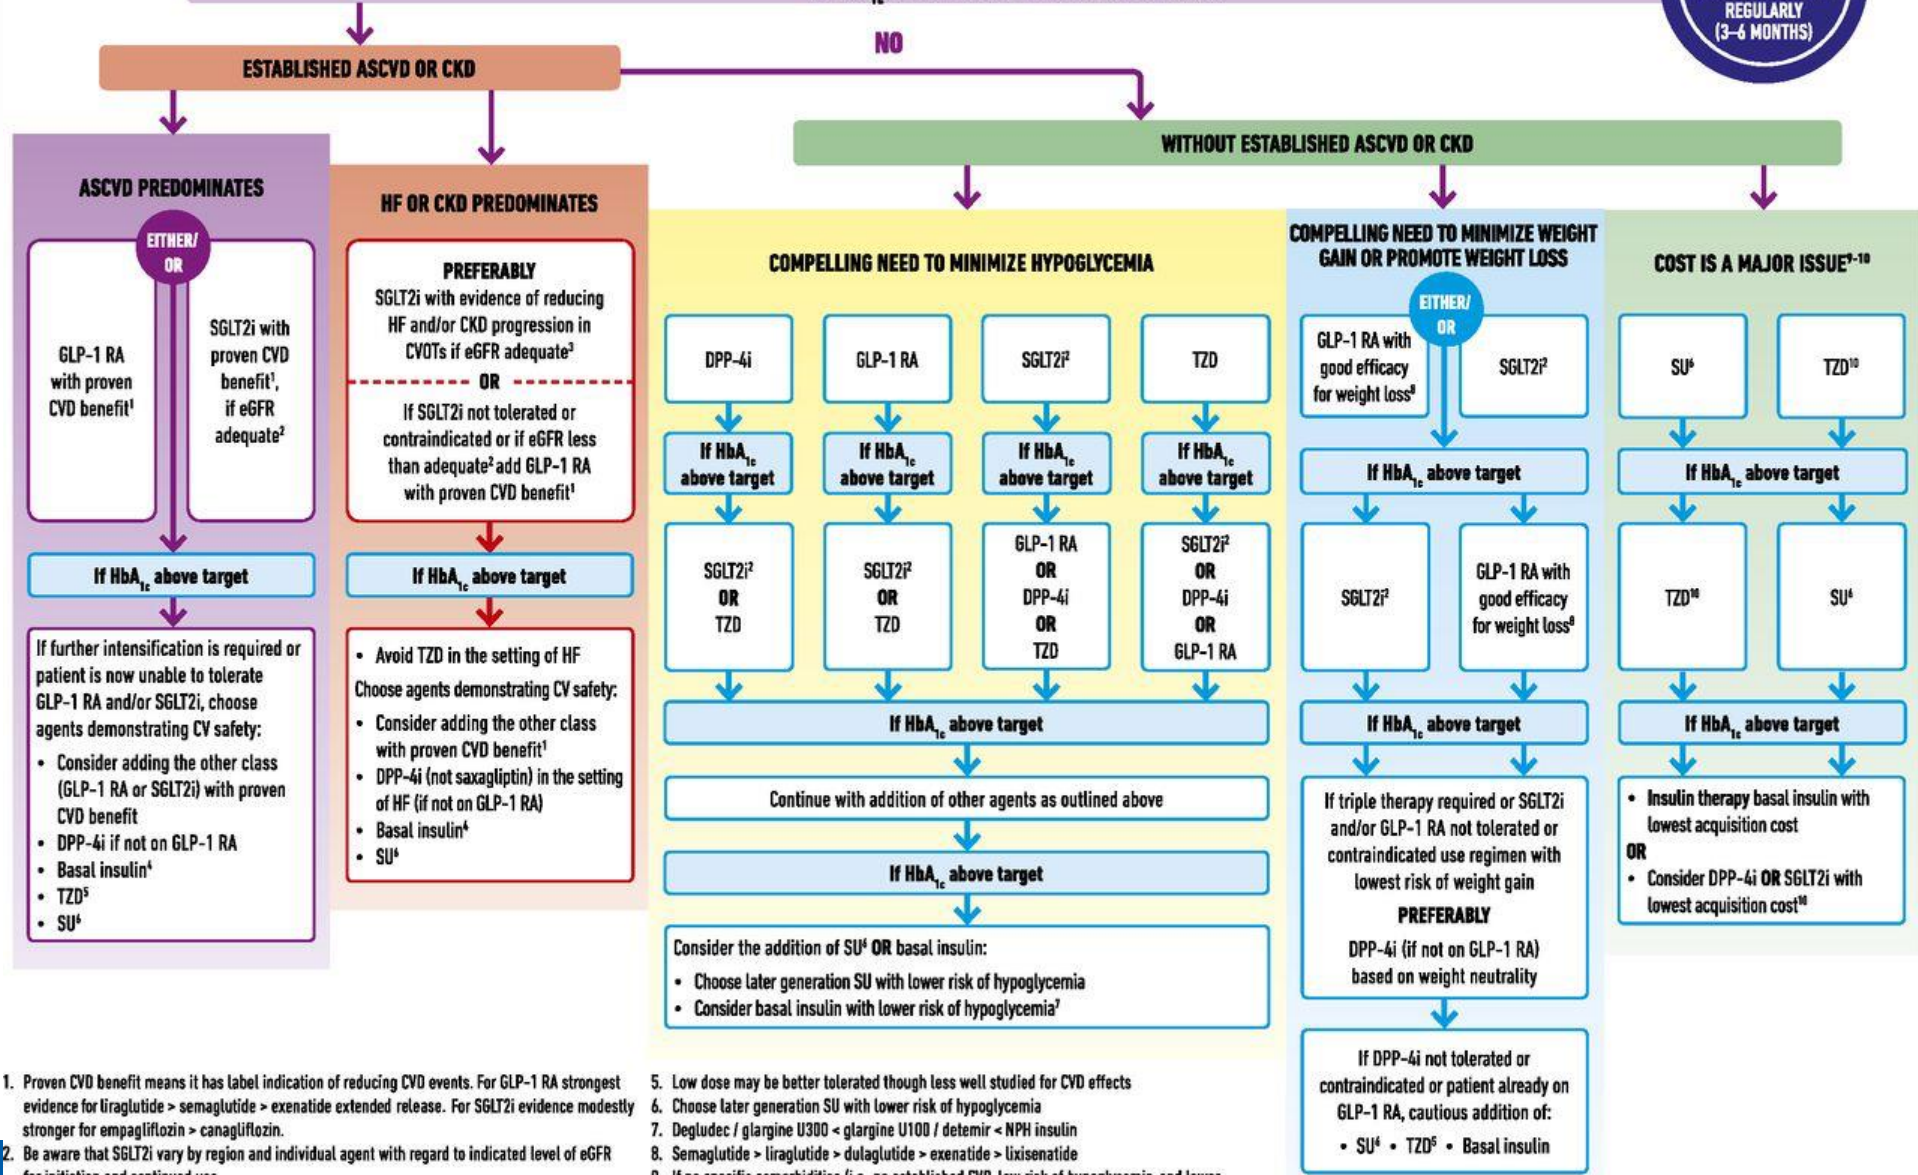 REGULARLY
(3–6 MONTHS)
NO
ESTABLISHED ASCVD OR CKD
WITHOUT ESTABLISHED ASCVD OR CKD
ASCVD PREDOMINATES
EITHER/
OR
GLP-1 RA
with proven
CVD benefit¹
SGLT2i with
proven CVD
benefit¹,
if eGFR
adequate²
If HbA₁c above target
If further intensification is required or
patient is now unable to tolerate
GLP-1 RA and/or SGLT2i, choose
agents demonstrating CV safety:
• Consider adding the other class
(GLP-1 RA or SGLT2i) with proven
CVD benefit
• DPP-4i if not on GLP-1 RA
• Basal insulin⁴
• TZD⁵
• SU⁶
HF OR CKD PREDOMINATES
PREFERABLY
SGLT2i with evidence of reducing
HF and/or CKD progression in
CVOTs if eGFR adequate³
OR
If SGLT2i not tolerated or
contraindicated or if eGFR less
than adequate² add GLP-1 RA
with proven CVD benefit¹
If HbA₁c above target
• Avoid TZD in the setting of HF
Choose agents demonstrating CV safety:
• Consider adding the other class
with proven CVD benefit¹
• DPP-4i (not saxagliptin) in the setting
of HF (if not on GLP-1 RA)
• Basal insulin⁴
• SU⁶
COMPELLING NEED TO MINIMIZE HYPOGLYCEMIA
DPP-4i
If HbA₁c
above target
SGLT2i²
OR
TZD
GLP-1 RA
If HbA₁c
above target
SGLT2i²
OR
TZD
SGLT2i²
If HbA₁c
above target
GLP-1 RA
OR
DPP-4i
OR
TZD
TZD
If HbA₁c
above target
SGLT2i²
OR
DPP-4i
OR
GLP-1 RA
If HbA₁c above target
Continue with addition of other agents as outlined above
If HbA₁c above target
Consider the addition of SU⁶ OR basal insulin:
• Choose later generation SU with lower risk of hypoglycemia
• Consider basal insulin with lower risk of hypoglycemia⁷
COMPELLING NEED TO MINIMIZE WEIGHT
GAIN OR PROMOTE WEIGHT LOSS
EITHER/
OR
GLP-1 RA with
good efficacy
for weight loss⁸
SGLT2i²
If HbA₁c above target
SGLT2i²
GLP-1 RA with
good efficacy
for weight loss⁸
If HbA₁c above target
If triple therapy required or SGLT2i
and/or GLP-1 RA not tolerated or
contraindicated use regimen with
lowest risk of weight gain
PREFERABLY
DPP-4i (if not on GLP-1 RA)
based on weight neutrality
If DPP-4i not tolerated or
contraindicated or patient already on
GLP-1 RA, cautious addition of:
• SU⁶ • TZD⁵ • Basal insulin
COST IS A MAJOR ISSUE⁹⁻¹⁰
SU⁶
TZD¹⁰
If HbA₁c above target
TZD¹⁰
SU⁶
If HbA₁c above target
• Insulin therapy basal insulin with
lowest acquisition cost
OR
• Consider DPP-4i OR SGLT2i with
lowest acquisition cost¹⁰
1. Proven CVD benefit means it has label indication of reducing CVD events. For GLP-1 RA strongest
evidence for liraglutide > semaglutide > exenatide extended release. For SGLT2i evidence modestly
stronger for empagliflozin > canagliflozin.
2. Be aware that SGLT2i vary by region and individual agent with regard to indicated level of eGFR
5. Low dose may be better tolerated though less well studied for CVD effects
6. Choose later generation SU with lower risk of hypoglycemia
7. Degludec / glargine U300 < glargine U100 / detemir < NPH insulin
8. Semaglutide > liraglutide > dulaglutide > exenatide > lixisenatide